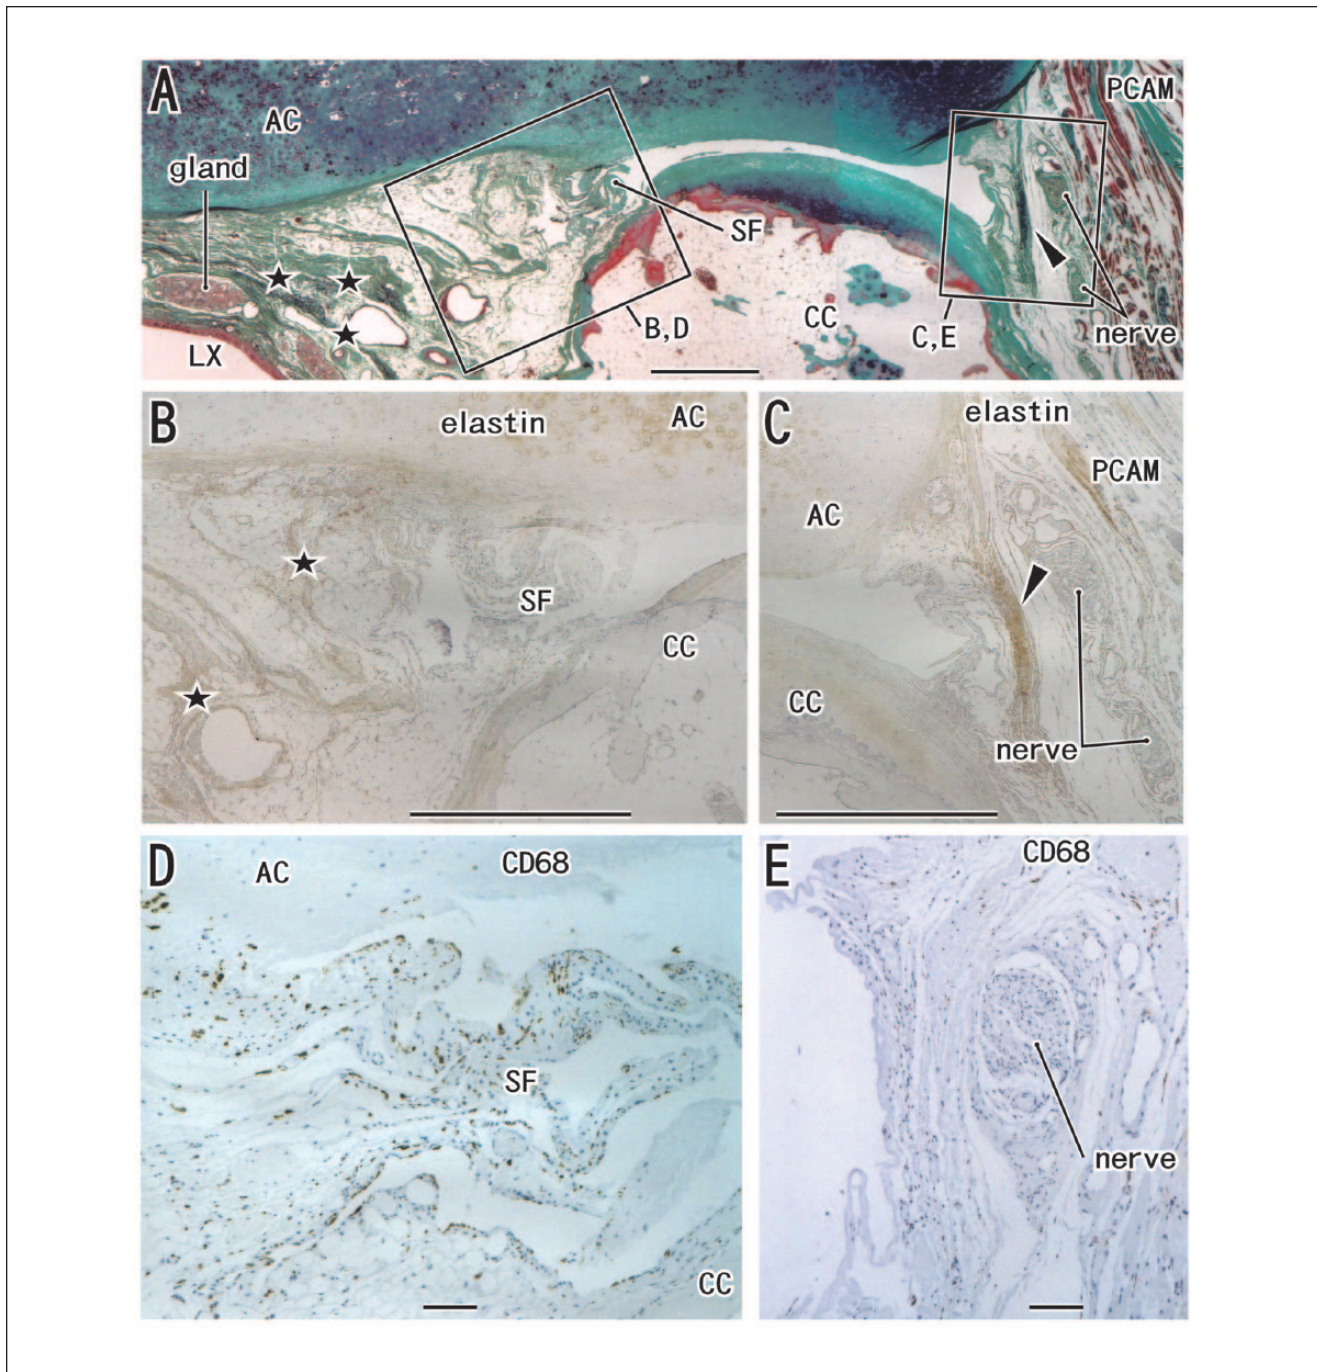 A
AC
PCAM
gland
SF
LX
B,D
CC
C,E
nerve
B
elastin
AC
SF
CC
C
elastin
PCAM
AC
CC
nerve
D
AC
CD68
SF
CC
E
CD68
nerve